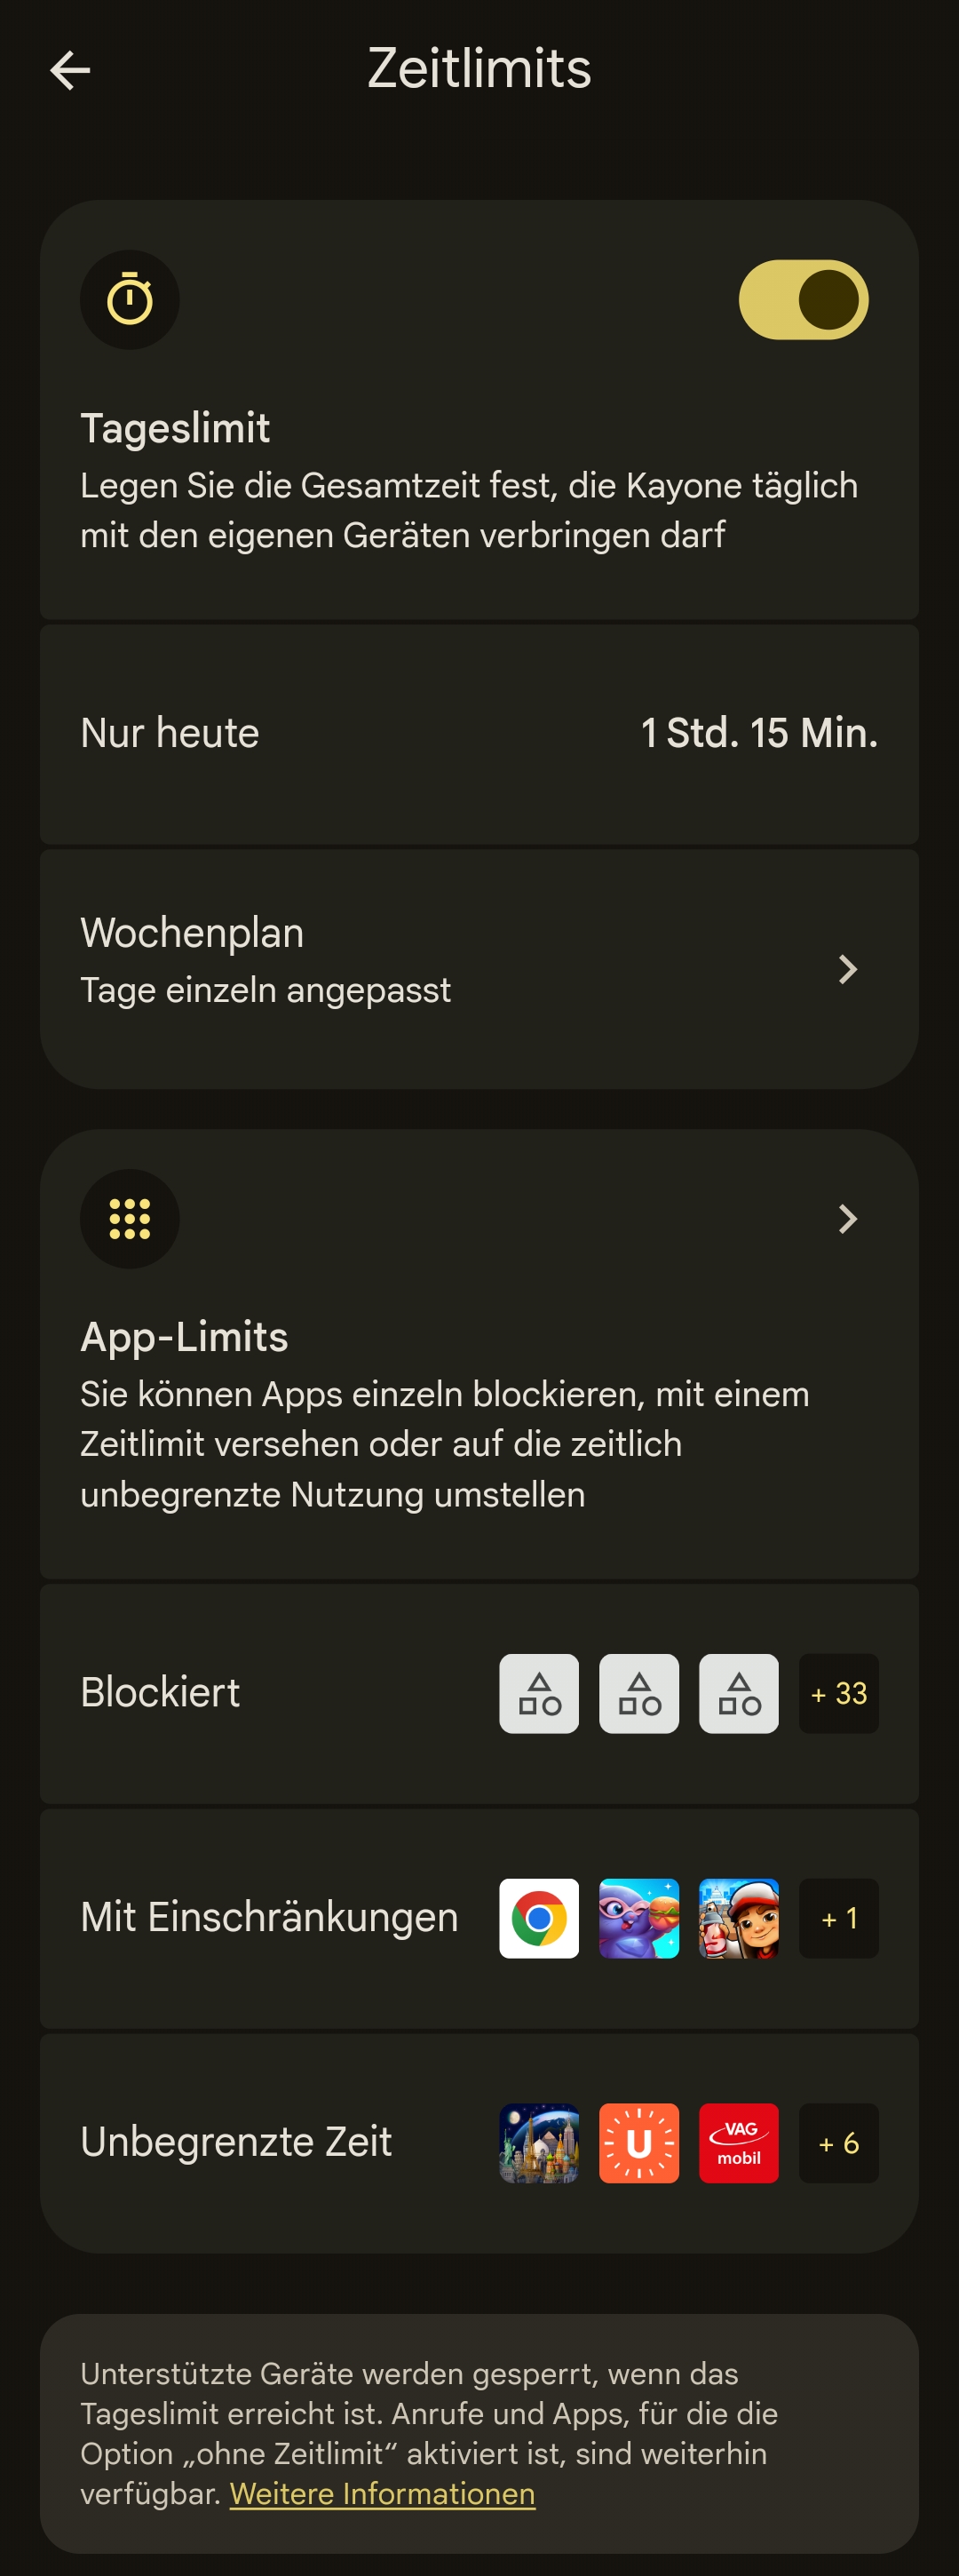 Zeitlimits
Tageslimit
Legen Sie die Gesamtzeit fest, die Kayone täglich
mit den eigenen Geräten verbringen darf
Nur heute 1 Std. 15 Min.
Wochenplan
Tage einzeln angepasst
App-Limits
Sie können Apps einzeln blockieren, mit einem
Zeitlimit versehen oder auf die zeitlich
unbegrenzte Nutzung umstellen
Blockiert + 33
Mit Einschränkungen + 1
Unbegrenzte Zeit U VAG mobil + 6
Unterstützte Geräte werden gesperrt, wenn das
Tageslimit erreicht ist. Anrufe und Apps, für die die
Option „ohne Zeitlimit“ aktiviert ist, sind weiterhin
verfügbar. Weitere Informationen